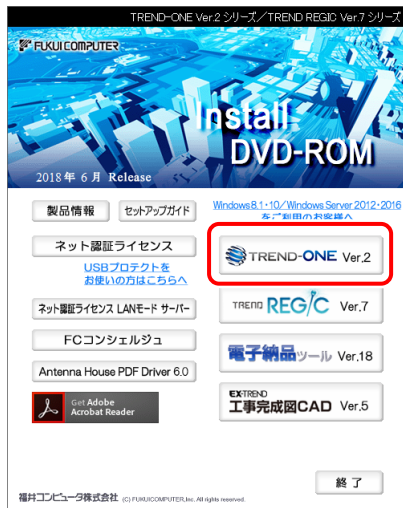 TREND-ONE Ver.2 シリーズ／TREND REGIC Ver.7 シリーズ
FUKUI COMPUTER
Install
DVD-ROM
2018年 6月 Release
製品情報
セットアップガイド
Windows8.1・10／Windows Server 2012・2016
をご利用のお客様へ
ネット認証ライセンス
TREND-ONE Ver.2
USBプロテクトを
お使いの方はこちらへ
ネット認証ライセンス LANモード サーバー
TREND REGIC Ver.7
FCコンシェルジュ
電子納品ツール Ver.18
Antenna House PDF Driver 6.0
Get Adobe
Acrobat Reader
EX-TREND
工事完成図CAD Ver.5
終了
福井コンピュータ株式会社 (C) FUKUICOMPUTER,Inc. All rights reserved.